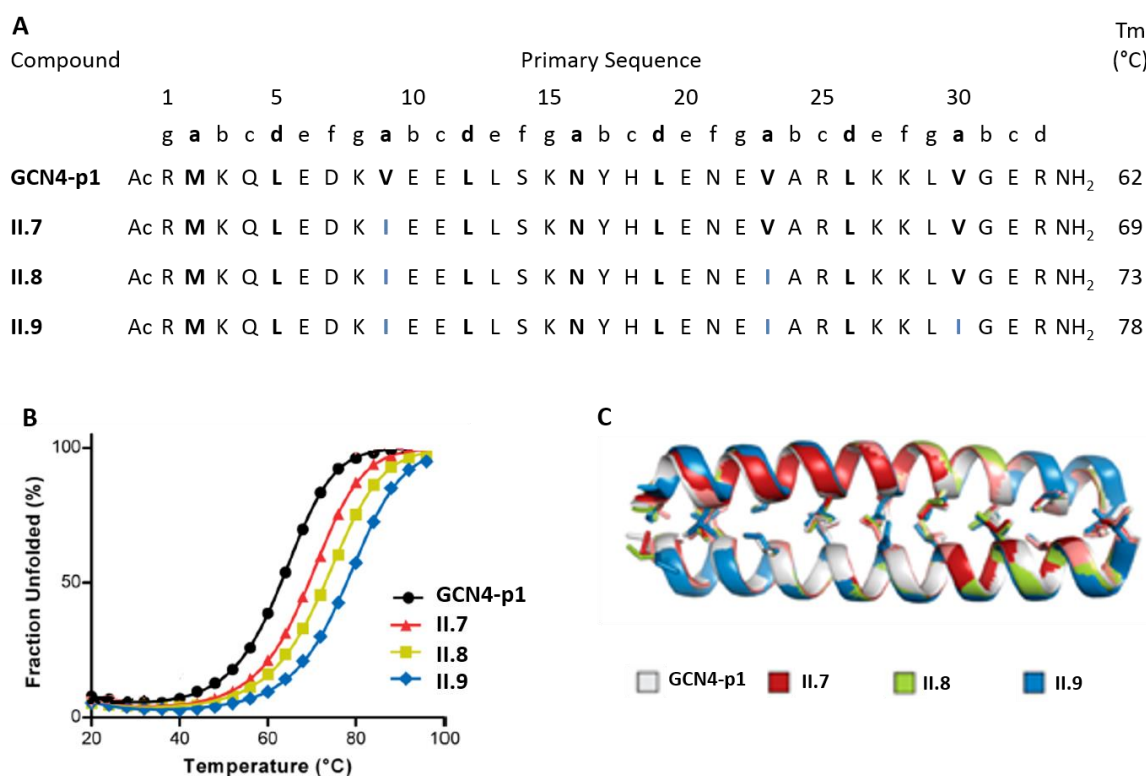 A
Tm
Compound Primary Sequence (°C)
1 5 10 15 20 25 30
g a b c d e f g a b c d e f g a b c d e f g a b c d e f g a b c d
GCN4-p1 Ac R M K Q L E D K V E E L L S K N Y H L E N E V A R L K K L V G E R NH₂ 62
II.7 Ac R M K Q L E D K I E E L L S K N Y H L E N E V A R L K K L V G E R NH₂ 69
II.8 Ac R M K Q L E D K I E E L L S K N Y H L E N E I A R L K K L V G E R NH₂ 73
II.9 Ac R M K Q L E D K I E E L L S K N Y H L E N E I A R L K K L I G E R NH₂ 78
B
100
50
0
Fraction Unfolded (%)
20 40 60 80 100
Temperature (°C)
GCN4-p1
II.7
II.8
II.9
C
GCN4-p1 II.7 II.8 II.9